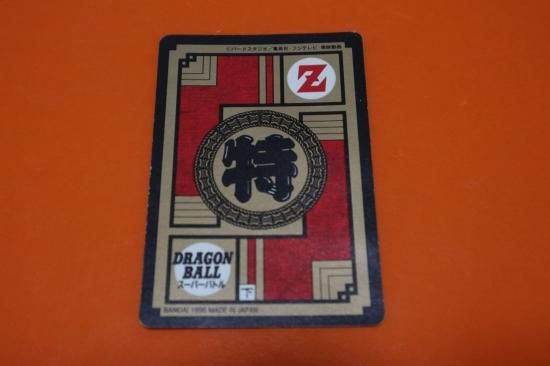 ©バードスタジオ／集英社・フジテレビ・東映動画
Z
特
DRAGON
BALL
スーパーバトル
下
BANDAI 1996 MADE IN JAPAN